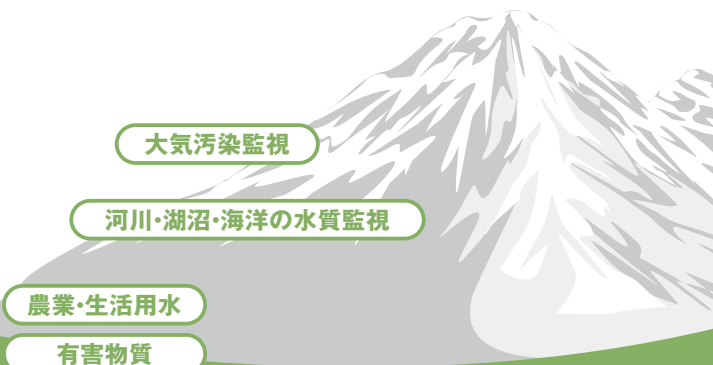 大気汚染監視
河川・湖沼・海洋の水質監視
農業・生活用水
有害物質